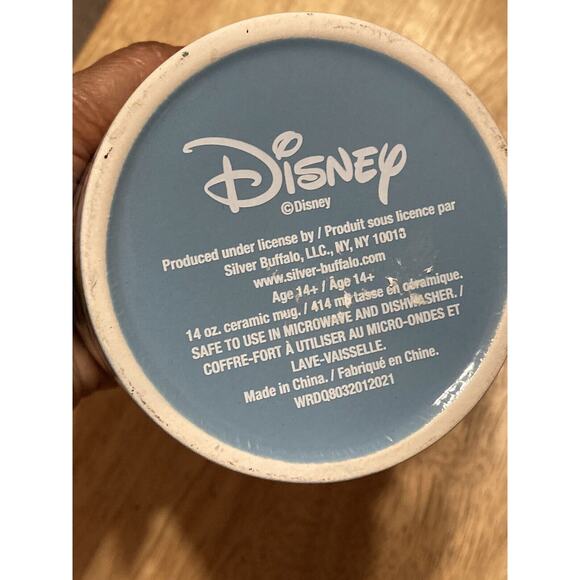 Disney
©Disney
Produced under license by / Produit sous licence par
Silver Buffalo, LLC., NY, NY 10018
www.silver-buffalo.com
Age 14+ / Âge 14+
14 oz. ceramic mug. / 414 ml tasse en céramique.
SAFE TO USE IN MICROWAVE AND DISHWASHER. /
COFFRE-FORT À UTILISER AU MICRO-ONDES ET
LAVE-VAISSELLE.
Made in China. / Fabriqué en Chine.
WRDQ8032012021